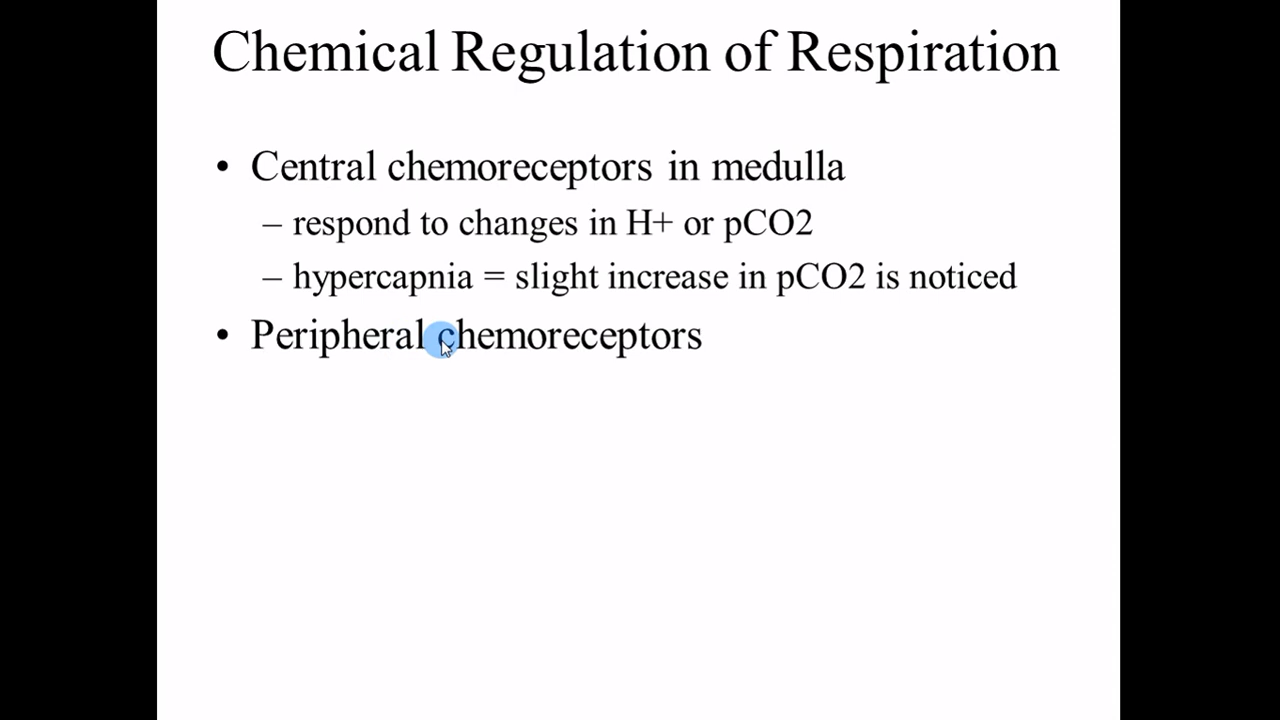 Chemical Regulation of Respiration
• Central chemoreceptors in medulla
– respond to changes in H+ or pCO2
– hypercapnia = slight increase in pCO2 is noticed
• Peripheral chemoreceptors